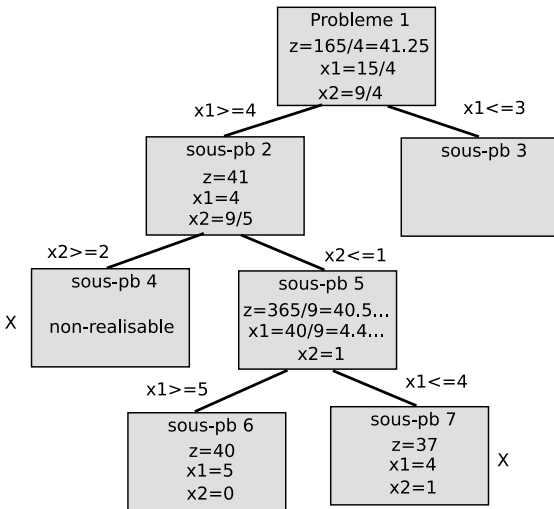 Probleme 1
z=165/4=41.25
x1=15/4
x2=9/4
x1>=4
x1<=3
sous-pb 2
z=41
x1=4
x2=9/5
sous-pb 3
x2>=2
x2<=1
sous-pb 4
non-realisable
X
sous-pb 5
z=365/9=40.5...
x1=40/9=4.4...
x2=1
x1>=5
x1<=4
sous-pb 6
z=40
x1=5
x2=0
sous-pb 7
z=37
x1=4
x2=1
X